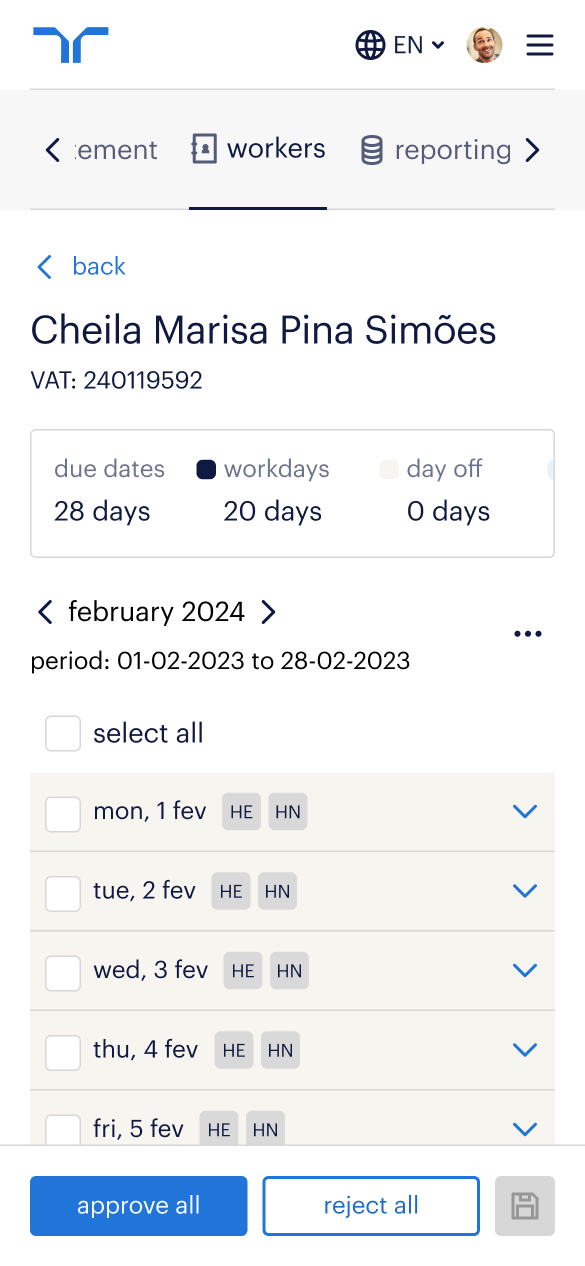 EN
tement workers reporting
back
Cheila Marisa Pina Simões
VAT: 240119592
due dates workdays day off
28 days 20 days 0 days
february 2024
period: 01-02-2023 to 28-02-2023
select all
mon, 1 fev HE HN
tue, 2 fev HE HN
wed, 3 fev HE HN
thu, 4 fev HE HN
fri, 5 fev HE HN
approve all reject all